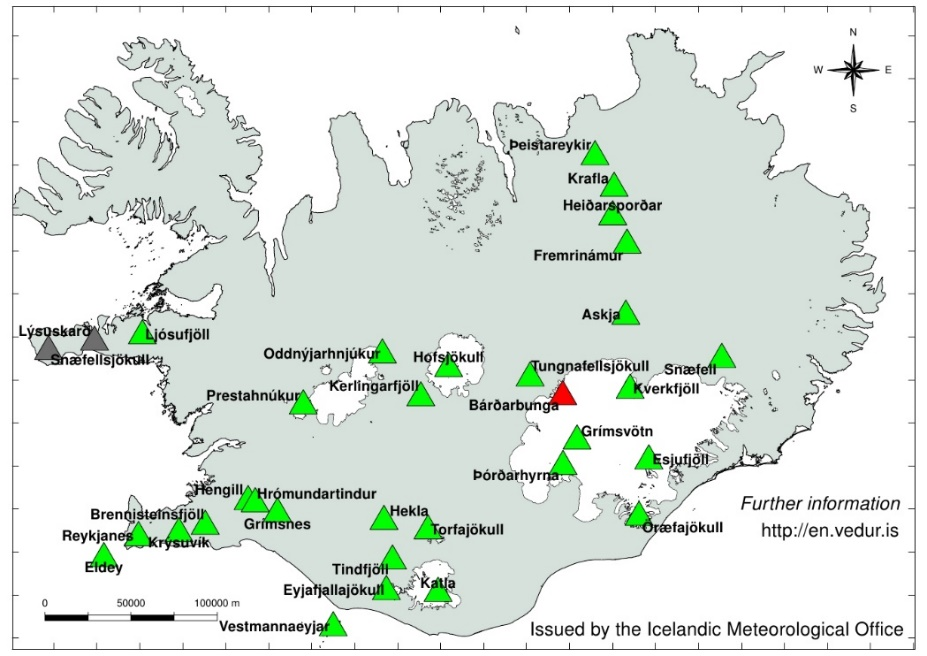 N
W E
S
Þeistareykir
Krafla
Heiðarsporðar
Fremrinámur
Askja
Lýsuskarð
Ljósufjöll
Snæfellsjökull
Oddnýjarhnjúkur
Hofsjökull
Tungnafellsjökull
Snæfell
Kerlingarfjöll
Kverkfjöll
Prestahnúkur
Bárðarbunga
Grímsvötn
Esjufjöll
Þórðarhyrna
Hengill
Hrómundartindur
Further information
Brennisteinsfjöll
Grímsnes
Hekla
Öræfajökull
http://en.vedur.is
Reykjanes
Krýsuvík
Torfajökull
Eldey
Tindfjöll
Eyjafjallajökull
Katla
0 50000 100000 m
Vestmannaeyjar
Issued by the Icelandic Meteorological Office